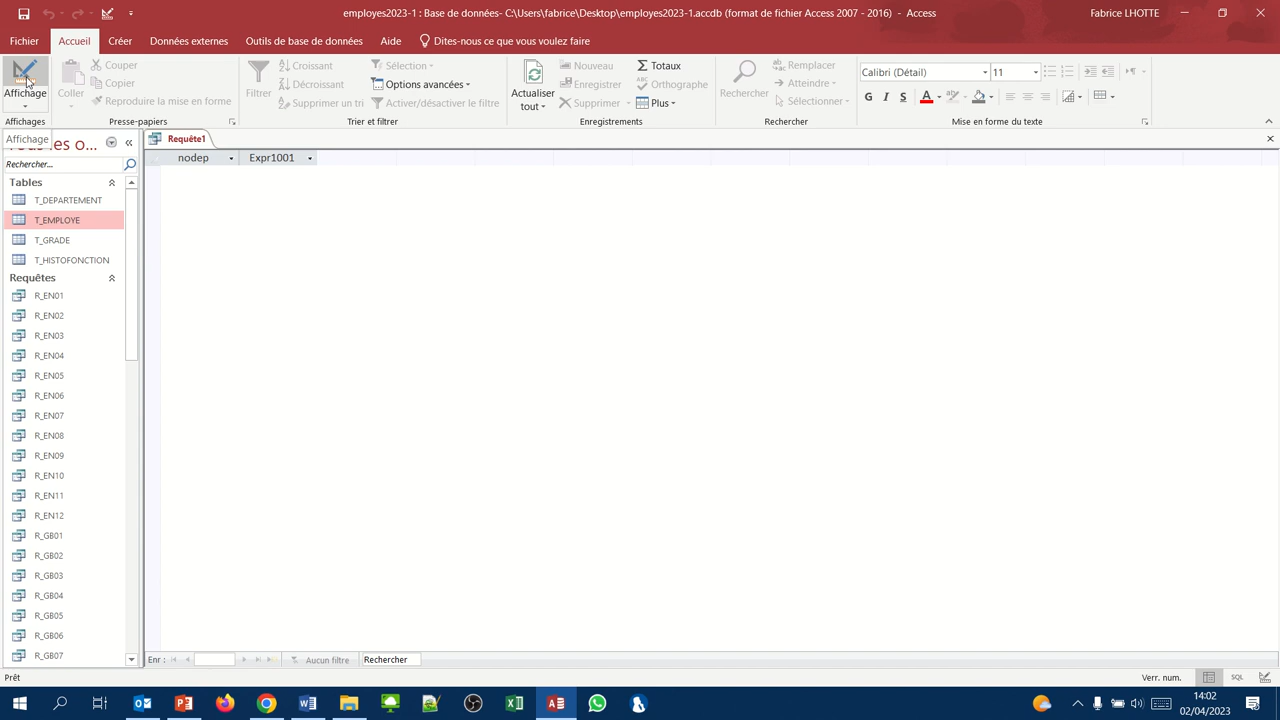 employes2023-1 : Base de données- C:\Users\fabrice\Desktop\employes2023-1.accdb (format de fichier Access 2007 - 2016) - Access
Fabrice LHOTTE
Fichier
Accueil
Créer
Données externes
Outils de base de données
Aide
Dites-nous ce que vous voulez faire
Affichage
Affichages
Coller
Couper
Copier
Reproduire la mise en forme
Presse-papiers
Filtrer
Croissant
Décroissant
Supprimer un tri
Sélection
Options avancées
Activer/désactiver le filtre
Trier et filtrer
Actualiser
tout
Nouveau
Enregistrer
Supprimer
Totaux
Orthographe
Plus
Enregistrements
Rechercher
Remplacer
Atteindre
Sélectionner
Rechercher
Calibri (Détail)
11
G I S
A
Mise en forme du texte
Affichage
Rechercher...
Tables
T_DEPARTEMENT
T_EMPLOYE
T_GRADE
T_HISTOFONCTION
Requêtes
R_EN01
R_EN02
R_EN03
R_EN04
R_EN05
R_EN06
R_EN07
R_EN08
R_EN09
R_EN10
R_EN11
R_EN12
R_GB01
R_GB02
R_GB03
R_GB04
R_GB05
R_GB06
R_GB07
Requête1
nodep
Expr1001
Enr :
Aucun filtre
Rechercher
Prêt
Verr. num.
SQL
14:02
02/04/2023